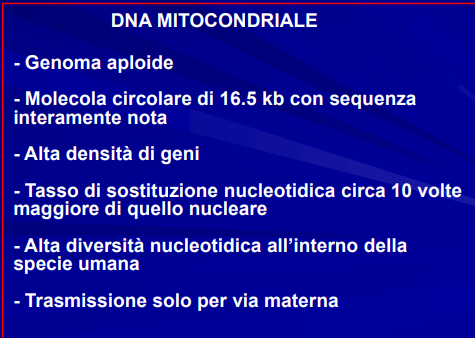 DNA MITOCONDRIALE
- Genoma aploide
- Molecola circolare di 16.5 kb con sequenza
interamente nota
- Alta densità di geni
- Tasso di sostituzione nucleotidica circa 10 volte
maggiore di quello nucleare
- Alta diversità nucleotidica all’interno della
specie umana
- Trasmissione solo per via materna